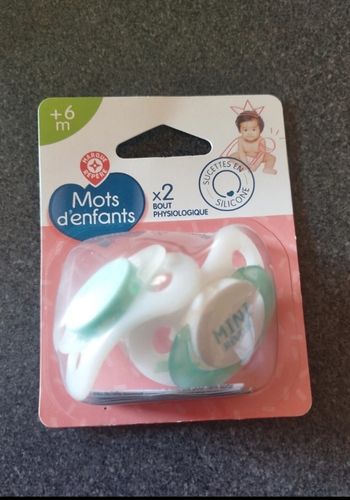 +6
m
MARQUE
REPÈRE
Mots
d'enfants
x2
BOUT
PHYSIOLOGIQUE
SUCETTES EN
SILICONE
MINI